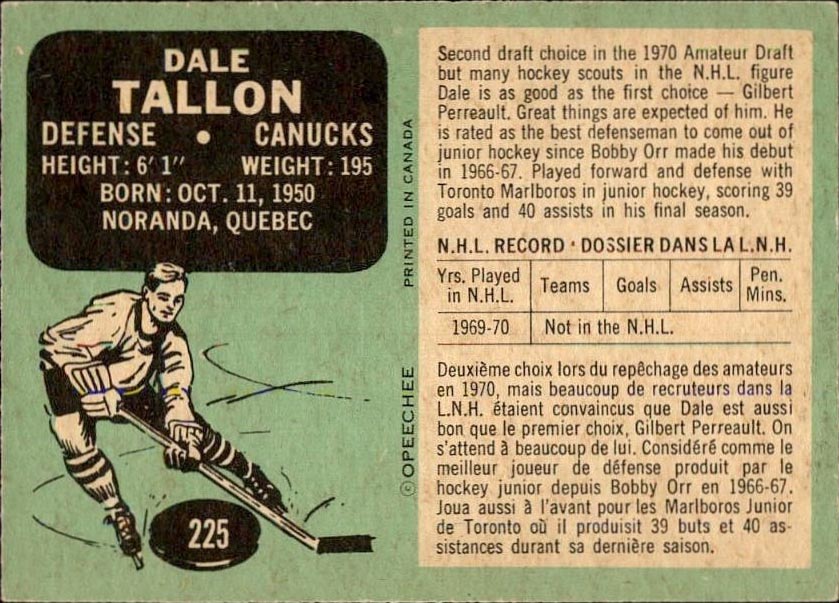 DALE
TALLON
DEFENSE • CANUCKS
HEIGHT: 6' 1" WEIGHT: 195
BORN: OCT. 11, 1950
NORANDA, QUEBEC
225
©OPEECHEE PRINTED IN CANADA
Second draft choice in the 1970 Amateur Draft
but many hockey scouts in the N.H.L. figure
Dale is as good as the first choice — Gilbert
Perreault. Great things are expected of him. He
is rated as the best defenseman to come out of
junior hockey since Bobby Orr made his debut
in 1966-67. Played forward and defense with
Toronto Marlboros in junior hockey, scoring 39
goals and 40 assists in his final season.
N.H.L. RECORD • DOSSIER DANS LA L.N.H.
Yrs. Played in N.H.L. Teams Goals Assists Pen. Mins.
1969-70 Not in the N.H.L.
Deuxième choix lors du repêchage des amateurs
en 1970, mais beaucoup de recruteurs dans la
L.N.H. étaient convaincus que Dale est aussi
bon que le premier choix, Gilbert Perreault. On
s'attend à beaucoup de lui. Considéré comme le
meilleur joueur de défense produit par le
hockey junior depuis Bobby Orr en 1966-67.
Joua aussi à l'avant pour les Marlboros Junior
de Toronto où il produisit 39 buts et 40 as-
sistances durant sa dernière saison.